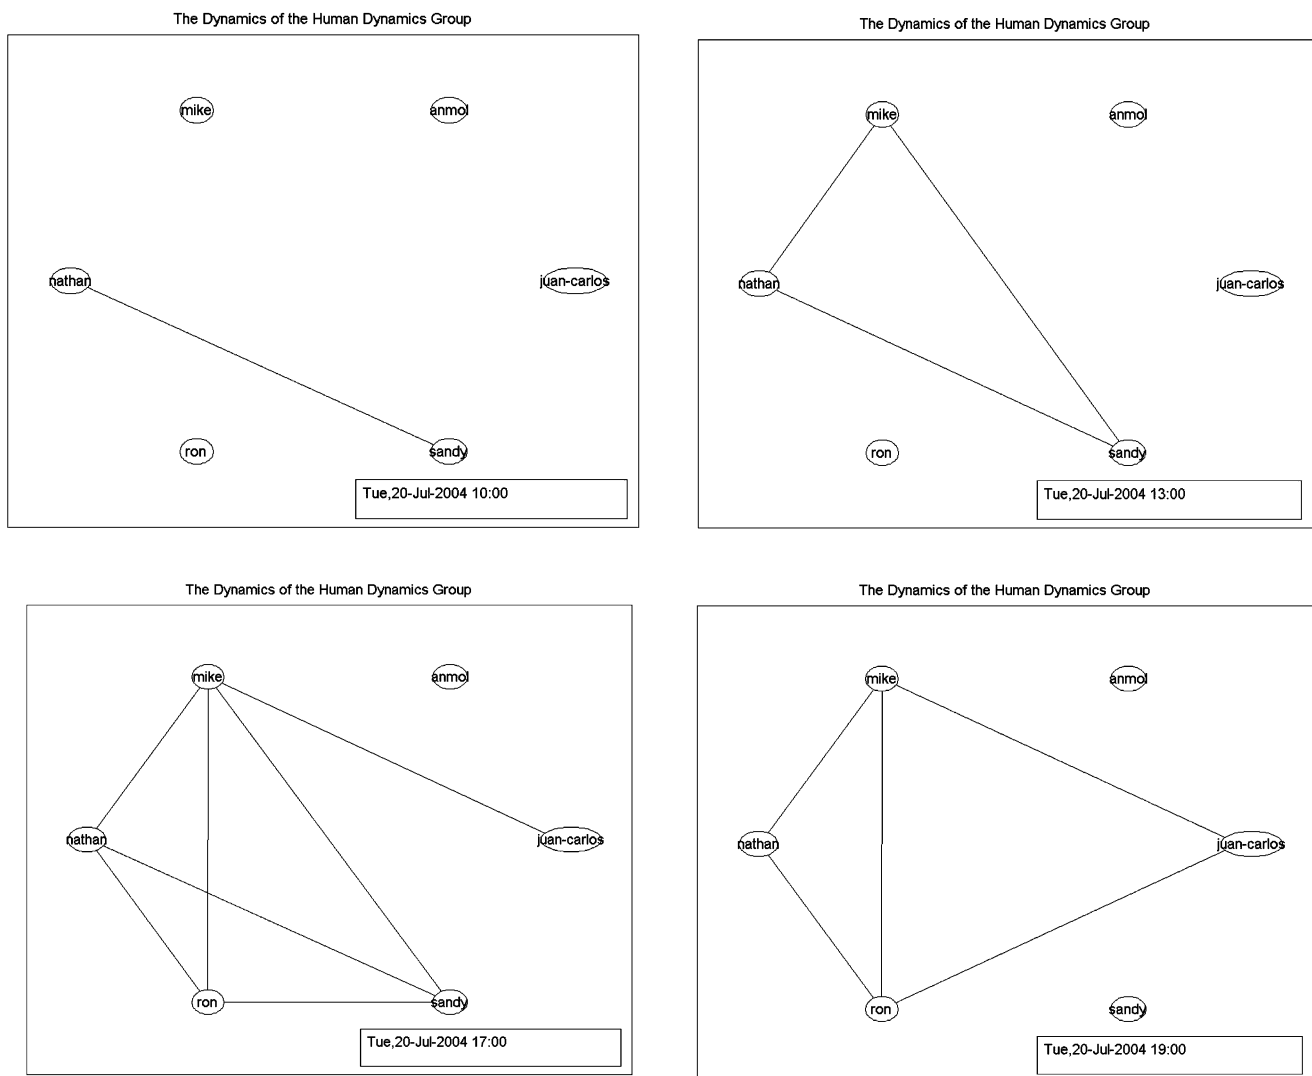 The Dynamics of the Human Dynamics Group
mike
anmol
nathan
juan-carlos
ron
sandy
Tue,20-Jul-2004 10:00
The Dynamics of the Human Dynamics Group
mike
anmol
nathan
juan-carlos
ron
sandy
Tue,20-Jul-2004 13:00
The Dynamics of the Human Dynamics Group
mike
anmol
nathan
juan-carlos
ron
sandy
Tue,20-Jul-2004 17:00
The Dynamics of the Human Dynamics Group
mike
anmol
nathan
juan-carlos
ron
sandy
Tue,20-Jul-2004 19:00